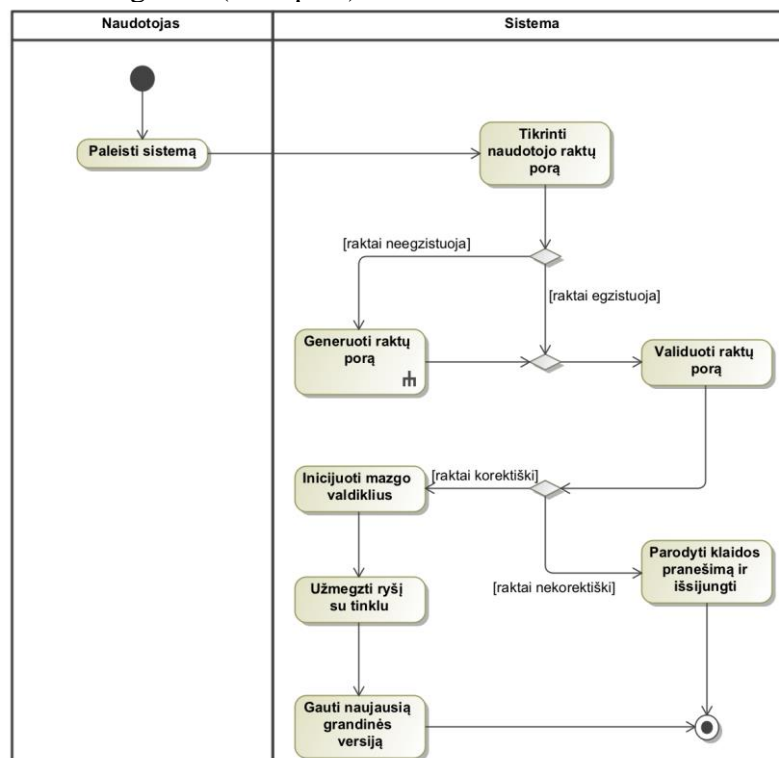 Naudotojas
Sistema
Paleisti sistemą
Tikrinti
naudotojo raktų
porą
[raktai neegzistuoja]
[raktai egzistuoja]
Generuoti raktų
porą
Validuoti raktų
porą
Inicijuoti mazgo
valdiklius
[raktai korektiški]
Parodyti klaidos
pranešimą ir
išsijungti
[raktai nekorektiški]
Užmegzti ryšį
su tinklu
Gauti naujausią
grandinės
versiją